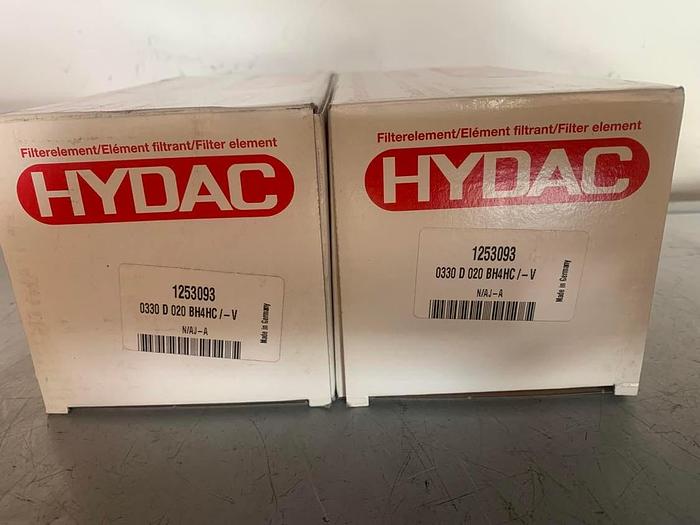 Filterelement/Elément filtrant/Filter element
HYDAC
1253093
0330 D 020 BH4HC /-V
N/AJ-A
Made in Germany
Filterelement/Elément filtrant/Filter element
HYDAC
1253093
0330 D 020 BH4HC /-V
N/AJ-A
Made in Germany